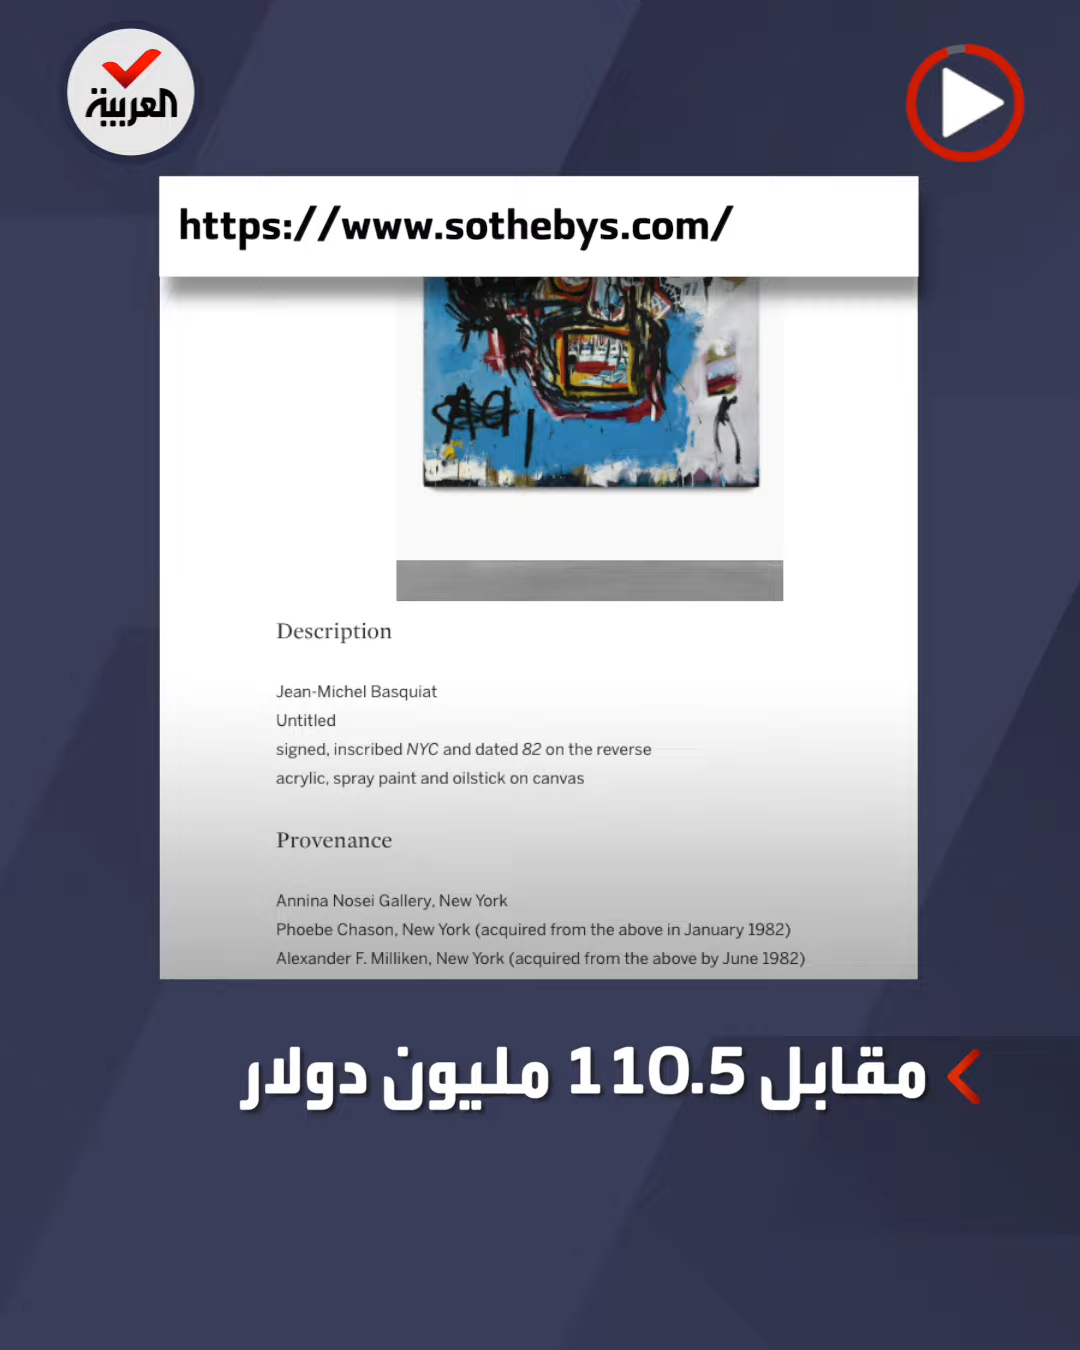 العربية
https://www.sothebys.com/
Description
Jean-Michel Basquiat
Untitled
signed, inscribed NYC and dated 82 on the reverse
acrylic, spray paint and oilstick on canvas
Provenance
Annina Nosei Gallery, New York
Phoebe Chason, New York (acquired from the above in January 1982)
Alexander F. Milliken, New York (acquired from the above by June 1982)
مقابل 110.5 مليون دولار